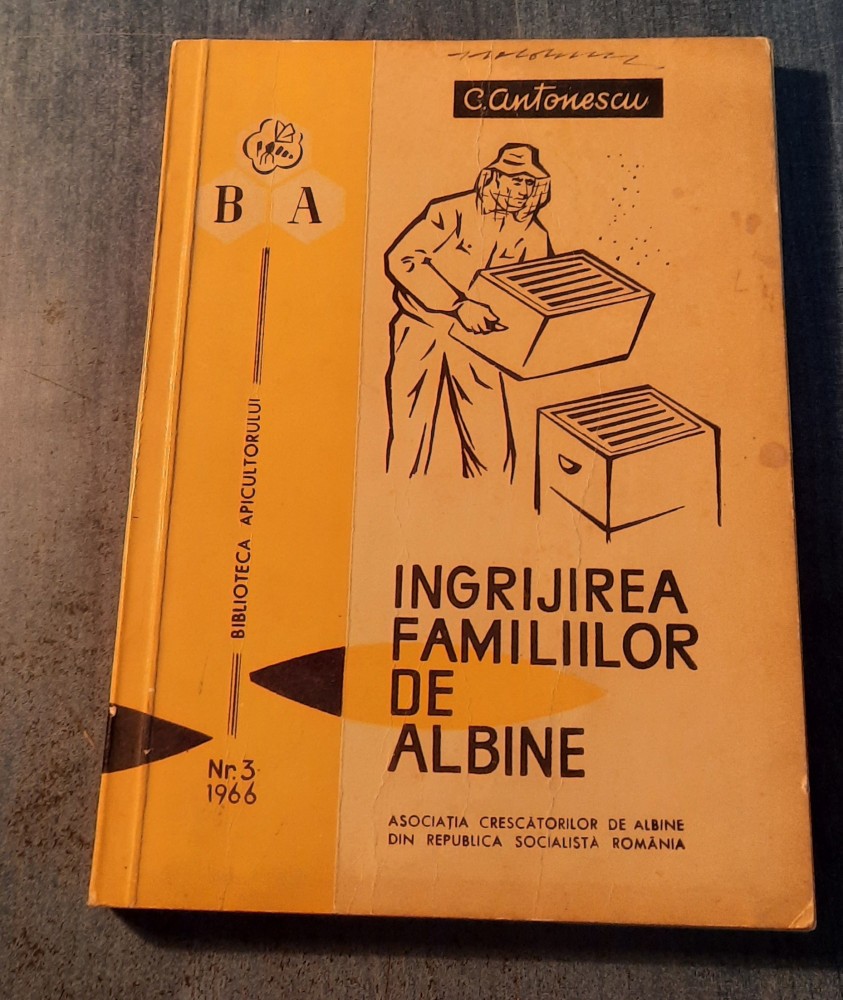 C. Antonescu
B A
BIBLIOTECA APICULTORULUI
INGRIJIREA
FAMILIILOR
DE
ALBINE
Nr. 3
1966
ASOCIAȚIA CRESCĂTORILOR DE ALBINE
DIN REPUBLICA SOCIALISTĂ ROMÂNIA